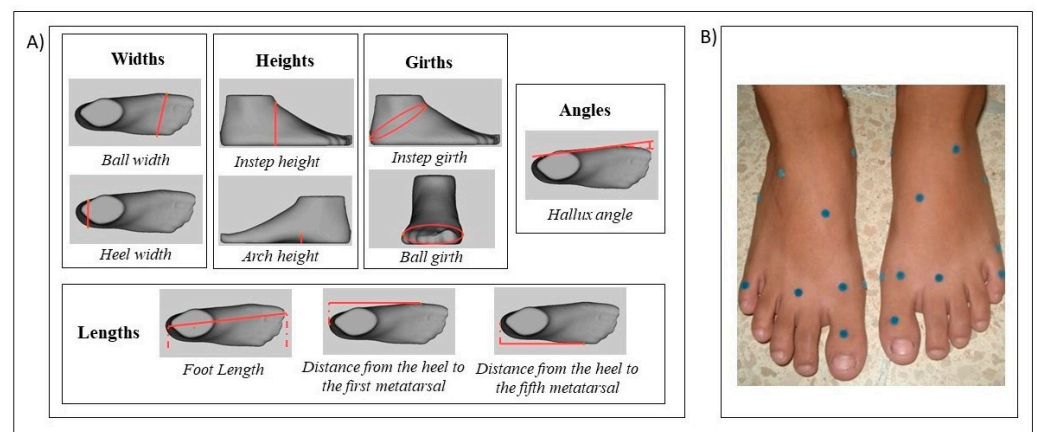 A)
Widths
Ball width
Heel width
Heights
Instep height
Arch height
Girths
Instep girth
Ball girth
Angles
Hallux angle
Lengths
Foot Length
Distance from the heel to
the first metatarsal
Distance from the heel to
the fifth metatarsal
B)